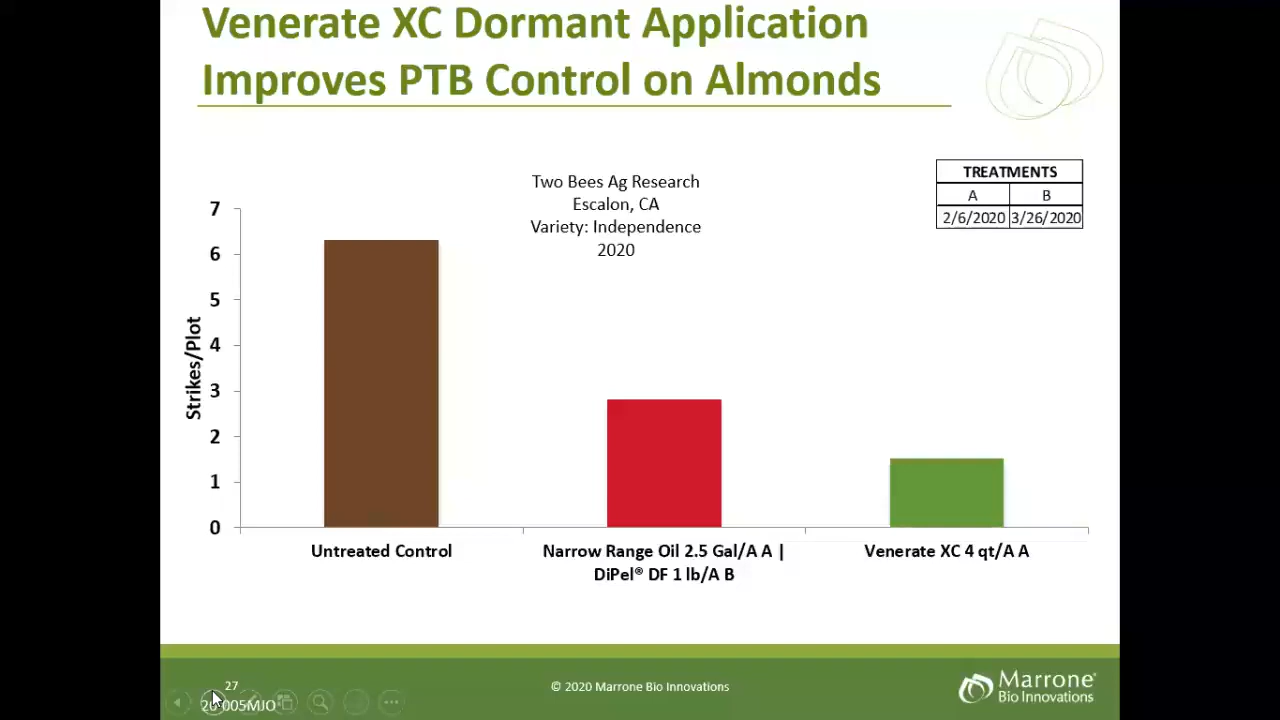 Venerate XC Dormant Application
Improves PTB Control on Almonds
Two Bees Ag Research
Escalon, CA
Variety: Independence
2020
TREATMENTS
A B
2/6/2020 3/26/2020
7
6
5
4
3
2
1
0
Strikes/Plot
Untreated Control
Narrow Range Oil 2.5 Gal/A A |
DiPel® DF 1 lb/A B
Venerate XC 4 qt/A A
27
© 2020 Marrone Bio Innovations
Marrone®
Bio Innovations